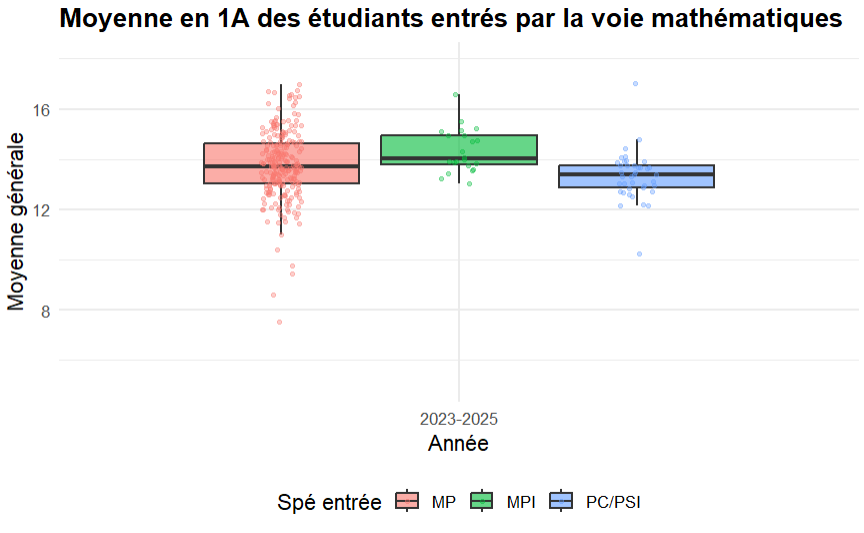 Moyenne en 1A des étudiants entrés par la voie mathématiques
Moyenne générale
16
12
8
2023-2025
Année
Spé entrée MP MPI PC/PSI